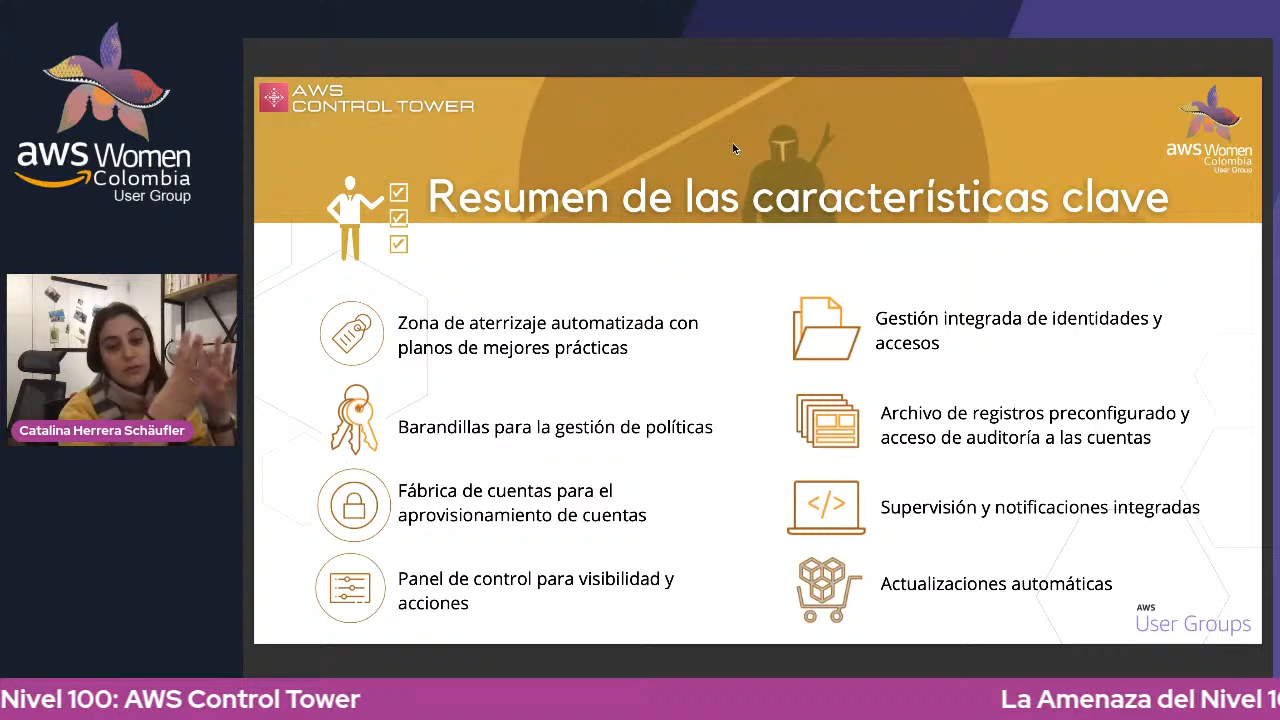 aws Women
Colombia
User Group
AWS
CONTROL TOWER
aws Women
Colombia
User Group
Resumen de las características clave
Zona de aterrizaje automatizada con
planos de mejores prácticas
Barandillas para la gestión de políticas
Fábrica de cuentas para el
aprovisionamiento de cuentas
Panel de control para visibilidad y
acciones
Gestión integrada de identidades y
accesos
Archivo de registros preconfigurado y
acceso de auditoría a las cuentas
</>
Supervisión y notificaciones integradas
Actualizaciones automáticas
AWS
User Groups
Catalina Herrera Schäufler
Nivel 100: AWS Control Tower
La Amenaza del Nivel 10